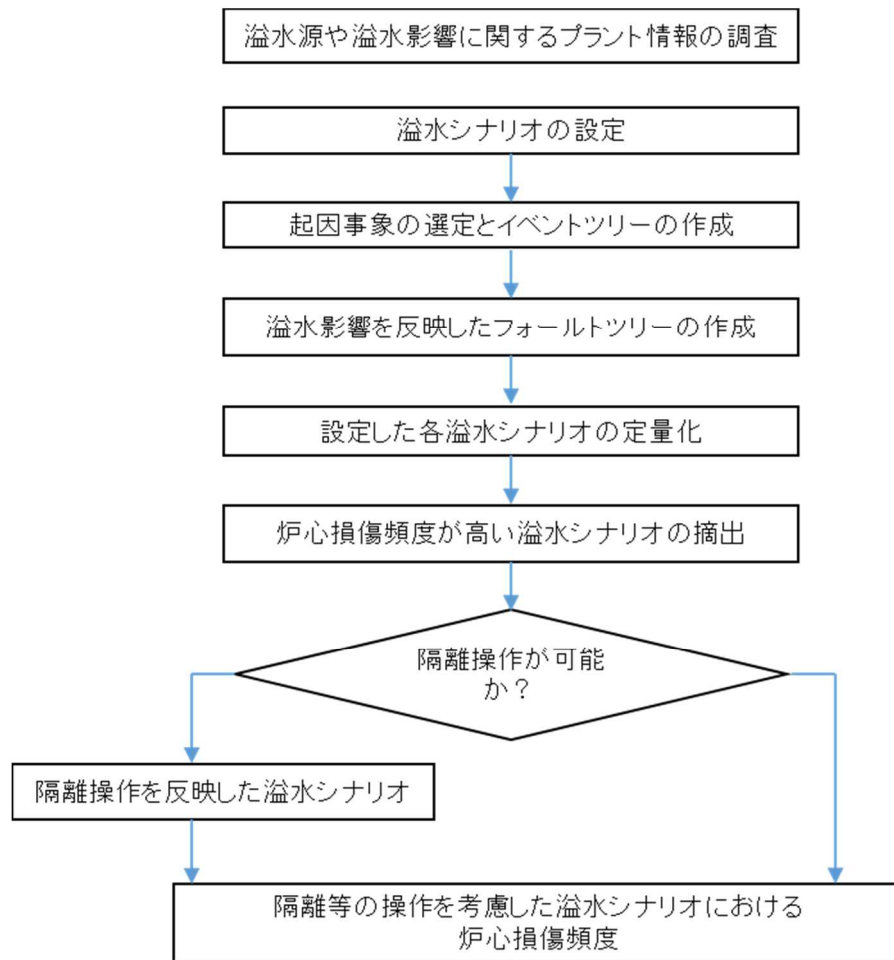 溢水源や溢水影響に関するプラント情報の調査
溢水シナリオの設定
起因事象の選定とイベントツリーの作成
溢水影響を反映したフォールトツリーの作成
設定した各溢水シナリオの定量化
炉心損傷頻度が高い溢水シナリオの摘出
隔離操作が可能
か？
隔離操作を反映した溢水シナリオ
隔離等の操作を考慮した溢水シナリオにおける
炉心損傷頻度